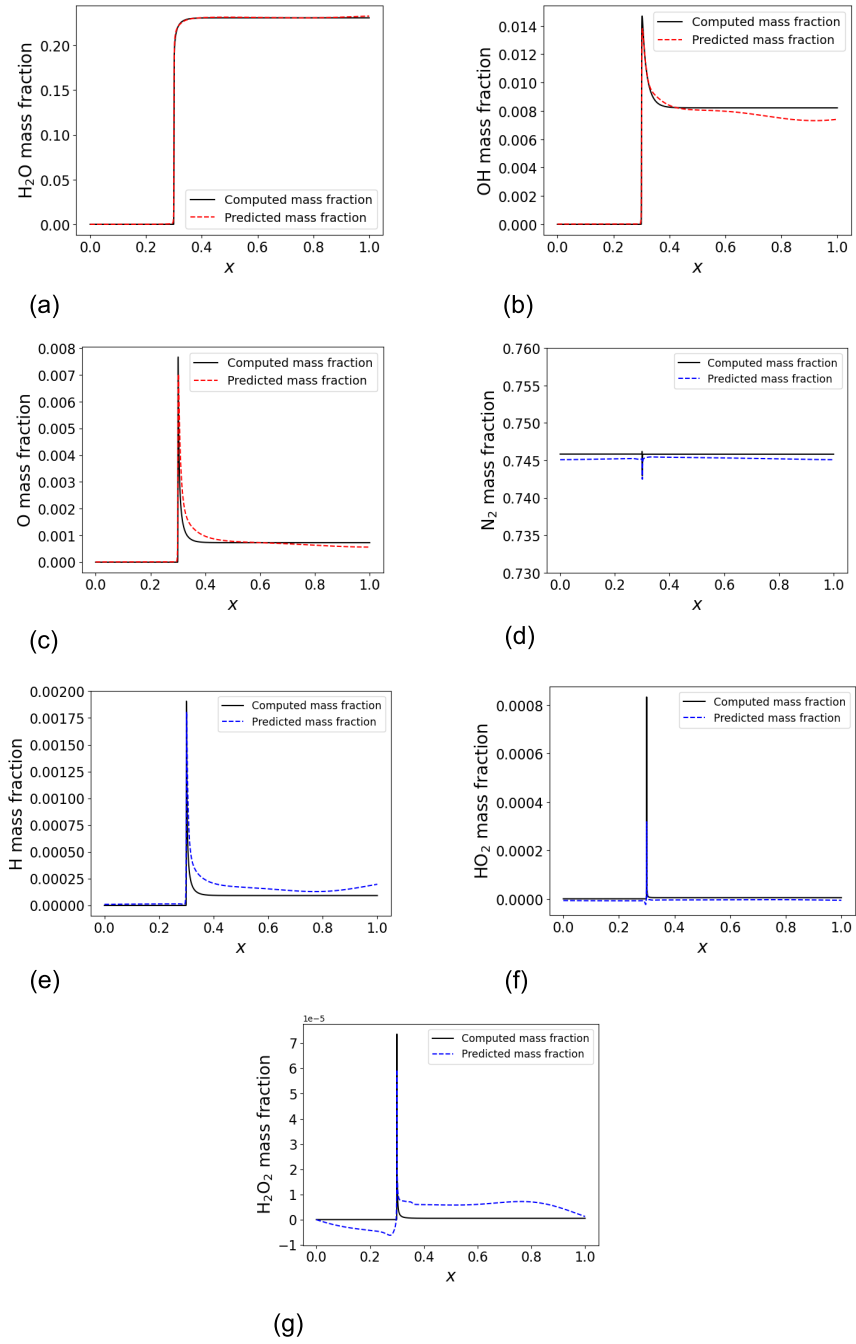 0.20
0.15
0.10
0.05
0.00
H₂O mass fraction
Computed mass fraction
Predicted mass fraction
0.0 0.2 0.4 0.6 0.8 1.0
x
(a)
0.014
0.012
0.010
0.008
0.006
0.004
0.002
0.000
OH mass fraction
Computed mass fraction
Predicted mass fraction
0.0 0.2 0.4 0.6 0.8 1.0
x
(b)
0.008
0.007
0.006
0.005
0.004
0.003
0.002
0.001
0.000
O mass fraction
Computed mass fraction
Predicted mass fraction
0.0 0.2 0.4 0.6 0.8 1.0
x
(c)
0.760
0.755
0.750
0.745
0.740
0.735
0.730
N₂ mass fraction
Computed mass fraction
Predicted mass fraction
0.0 0.2 0.4 0.6 0.8 1.0
x
(d)
0.00200
0.00175
0.00150
0.00125
0.00100
0.00075
0.00050
0.00025
0.00000
H mass fraction
Computed mass fraction
Predicted mass fraction
0.0 0.2 0.4 0.6 0.8 1.0
x
(e)
0.0008
0.0006
0.0004
0.0002
0.0000
HO₂ mass fraction
Computed mass fraction
Predicted mass fraction
0.0 0.2 0.4 0.6 0.8 1.0
x
(f)
1e−5
7
6
5
4
3
2
1
0
−1
H₂O₂ mass fraction
Computed mass fraction
Predicted mass fraction
0.0 0.2 0.4 0.6 0.8 1.0
x
(g)